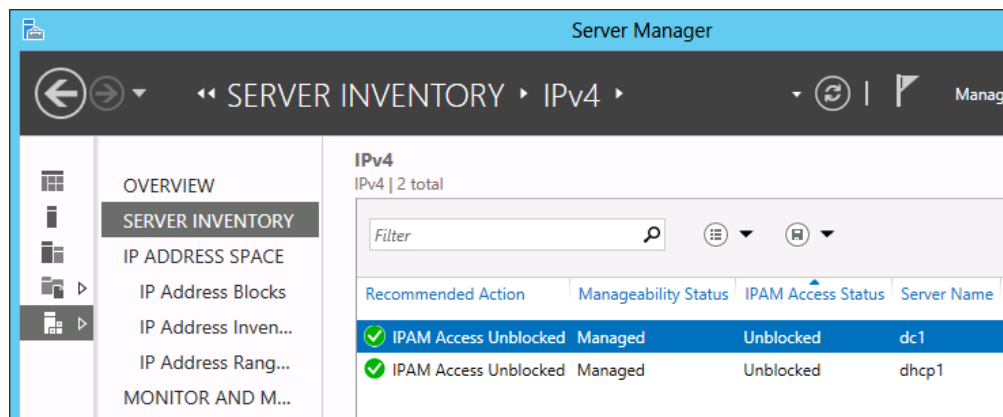 Server Manager
SERVER INVENTORY IPv4 Manag
OVERVIEW
SERVER INVENTORY
IP ADDRESS SPACE
IP Address Blocks
IP Address Inven...
IP Address Rang...
MONITOR AND M...
IPv4
IPv4 | 2 total
Filter
Recommended Action Manageability Status IPAM Access Status Server Name
IPAM Access Unblocked Managed Unblocked dc1
IPAM Access Unblocked Managed Unblocked dhcp1